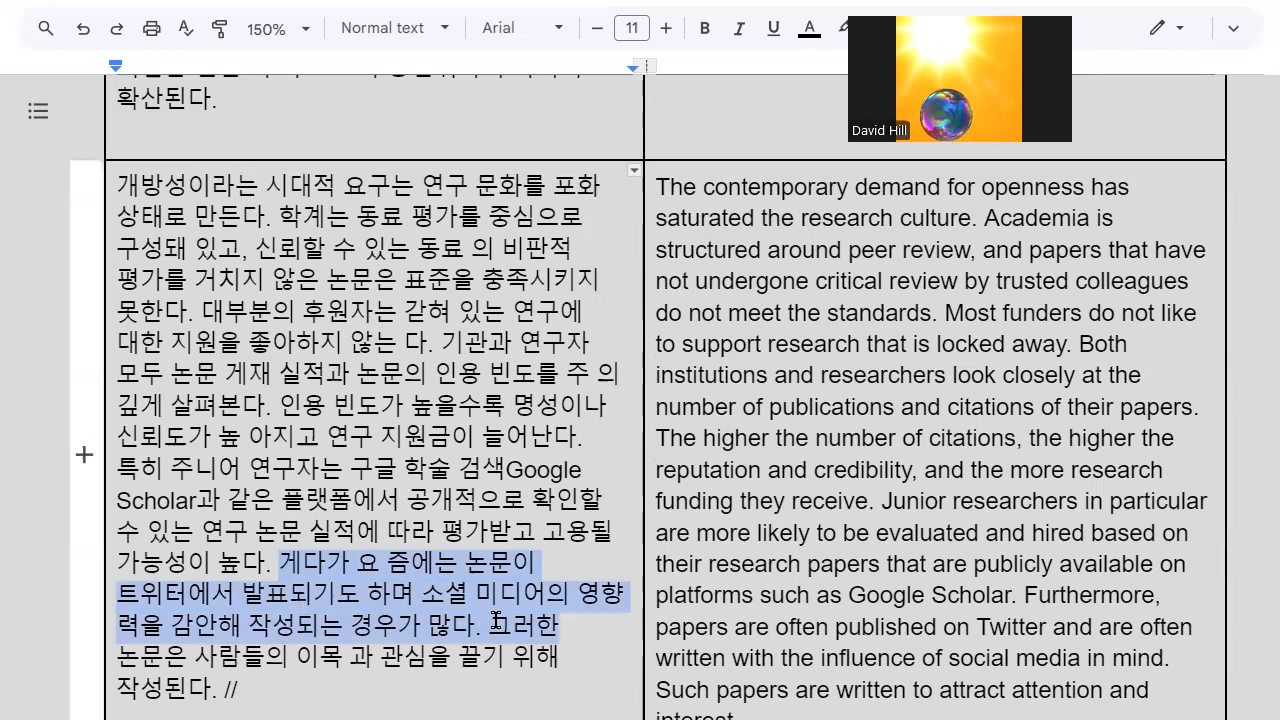 150%
Normal text
Arial
11
B
I
U
A
David Hill
확산된다.
개방성이라는 시대적 요구는 연구 문화를 포화
상태로 만든다. 학계는 동료 평가를 중심으로
구성돼 있고, 신뢰할 수 있는 동료 의 비판적
평가를 거치지 않은 논문은 표준을 충족시키지
못한다. 대부분의 후원자는 갇혀 있는 연구에
대한 지원을 좋아하지 않는 다. 기관과 연구자
모두 논문 게재 실적과 논문의 인용 빈도를 주 의
깊게 살펴본다. 인용 빈도가 높을수록 명성이나
신뢰도가 높 아지고 연구 지원금이 늘어난다.
특히 주니어 연구자는 구글 학술 검색Google
Scholar과 같은 플랫폼에서 공개적으로 확인할
수 있는 연구 논문 실적에 따라 평가받고 고용될
가능성이 높다. 게다가 요 즘에는 논문이
트위터에서 발표되기도 하며 소셜 미디어의 영향
력을 감안해 작성되는 경우가 많다. 그러한
논문은 사람들의 이목 과 관심을 끌기 위해
작성된다. //
The contemporary demand for openness has
saturated the research culture. Academia is
structured around peer review, and papers that have
not undergone critical review by trusted colleagues
do not meet the standards. Most funders do not like
to support research that is locked away. Both
institutions and researchers look closely at the
number of publications and citations of their papers.
The higher the number of citations, the higher the
reputation and credibility, and the more research
funding they receive. Junior researchers in particular
are more likely to be evaluated and hired based on
their research papers that are publicly available on
platforms such as Google Scholar. Furthermore,
papers are often published on Twitter and are often
written with the influence of social media in mind.
Such papers are written to attract attention and
interest.